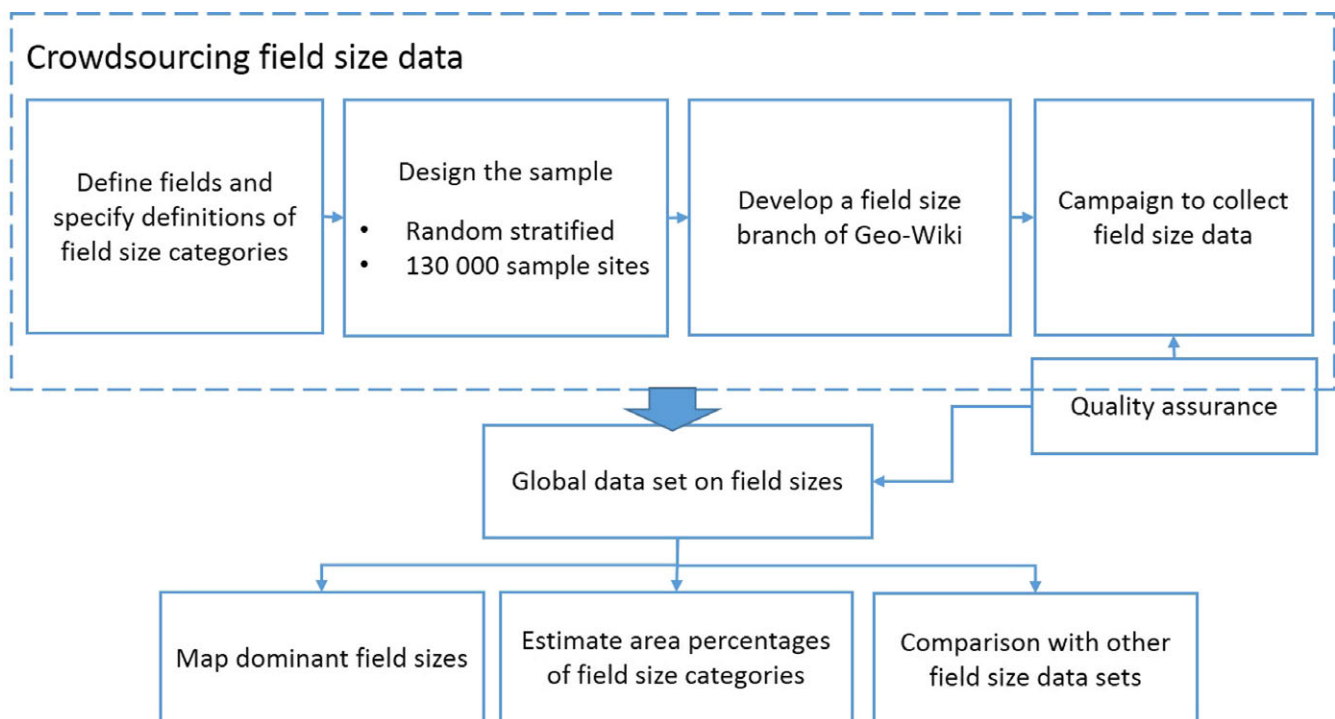 Crowdsourcing field size data
Define fields and
specify definitions of
field size categories
Design the sample
• Random stratified
• 130 000 sample sites
Develop a field size
branch of Geo-Wiki
Campaign to collect
field size data
Quality assurance
Global data set on field sizes
Map dominant field sizes
Estimate area percentages
of field size categories
Comparison with other
field size data sets